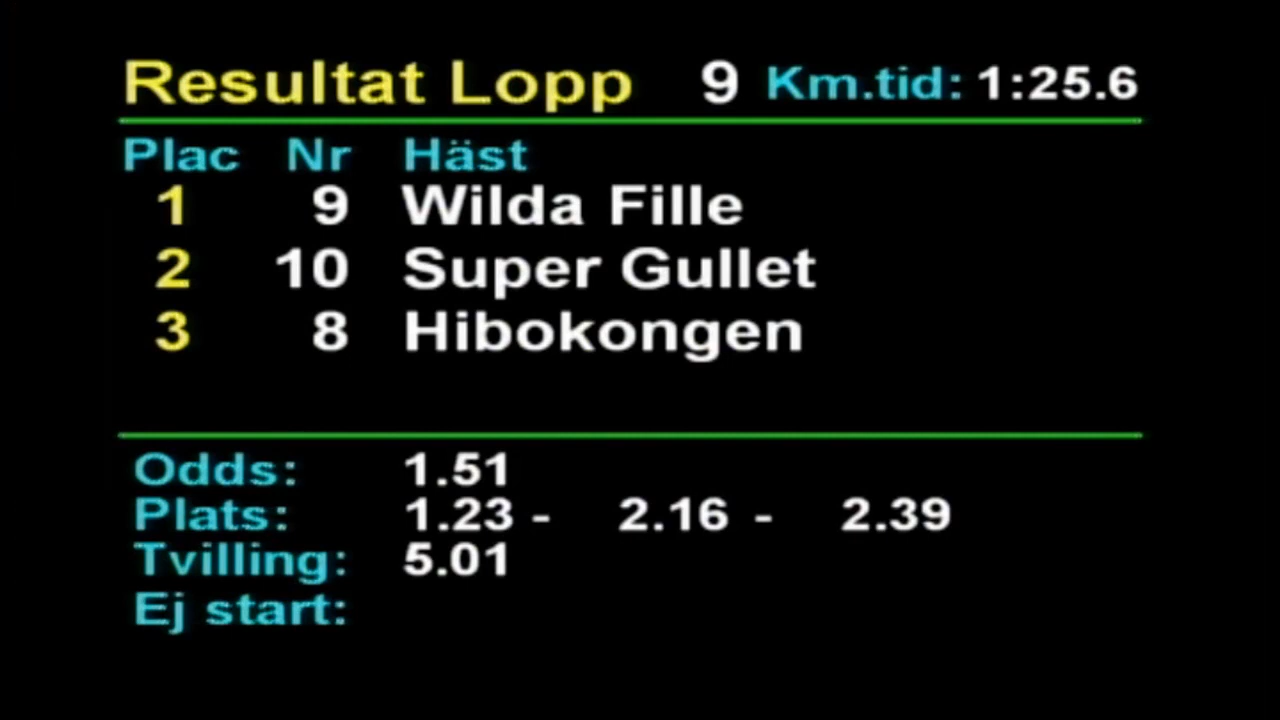 Resultat Lopp 9 Km.tid: 1:25.6
Plac Nr Häst
1 9 Wilda Fille
2 10 Super Gullet
3 8 Hibokongen
Odds: 1.51
Plats: 1.23 - 2.16 - 2.39
Tvilling: 5.01
Ej start: